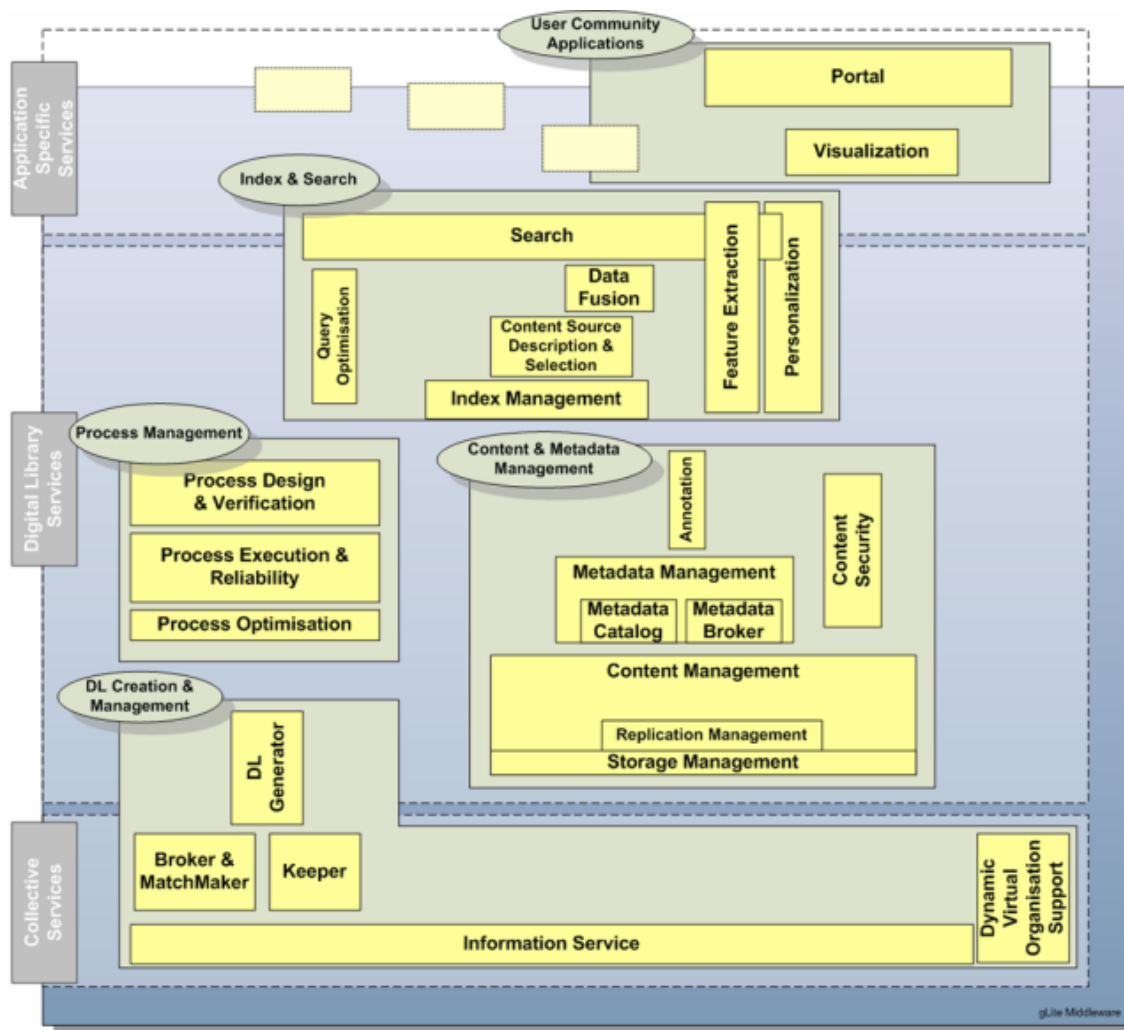 User Community
Applications
Portal
Visualization
Application
Specific
Services
Index & Search
Search
Feature Extraction
Personalization
Data
Fusion
Query
Optimisation
Content Source
Description &
Selection
Index Management
Digital Library
Services
Process Management
Process Design
& Verification
Process Execution &
Reliability
Process Optimisation
Content & Metadata
Management
Annotation
Content
Security
Metadata Management
Metadata
Catalog
Metadata
Broker
Content Management
Replication Management
Storage Management
DL Creation &
Management
DL
Generator
Collective
Services
Broker &
MatchMaker
Keeper
Dynamic
Virtual
Organisation
Support
Information Service
gLite Middleware